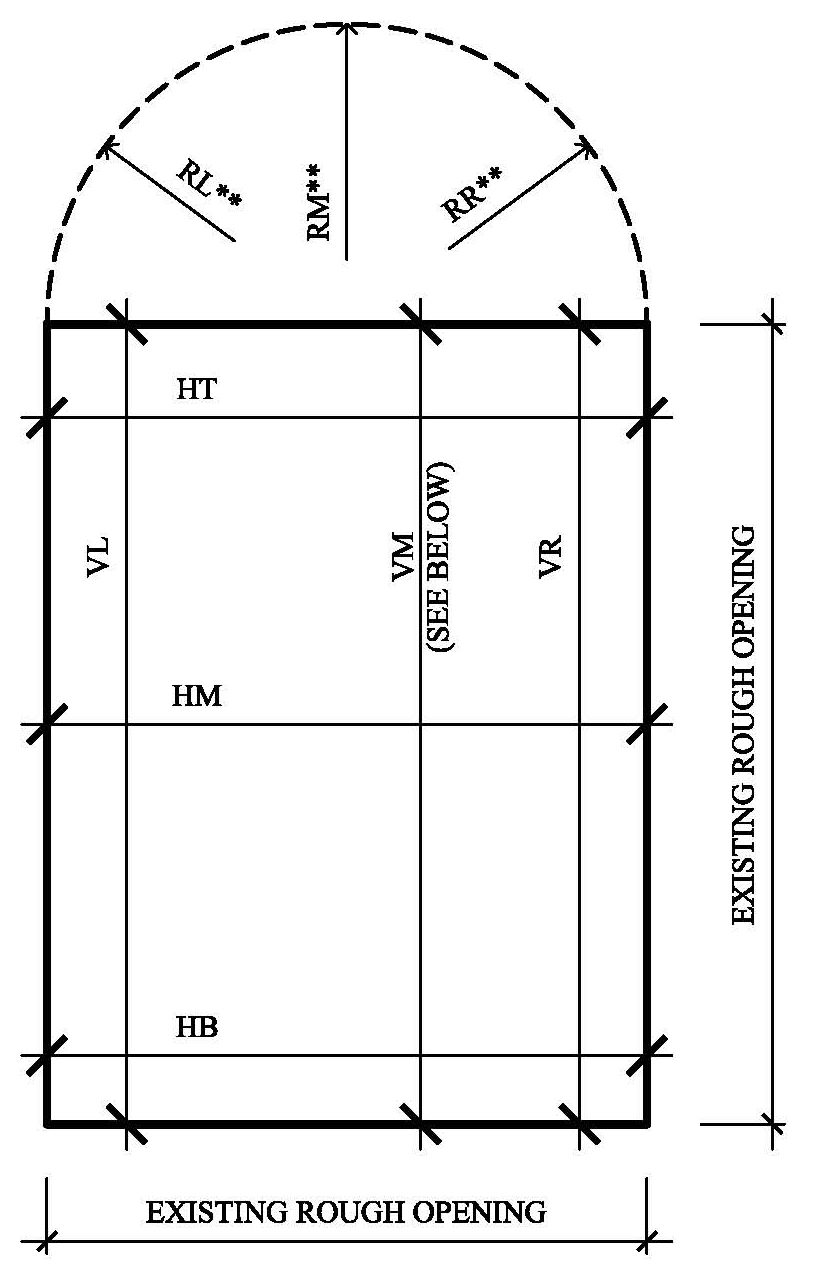 RL**
RM**
RR**
HT
VL
VM
(SEE BELOW)
VR
HM
HB
EXISTING ROUGH OPENING
EXISTING ROUGH OPENING